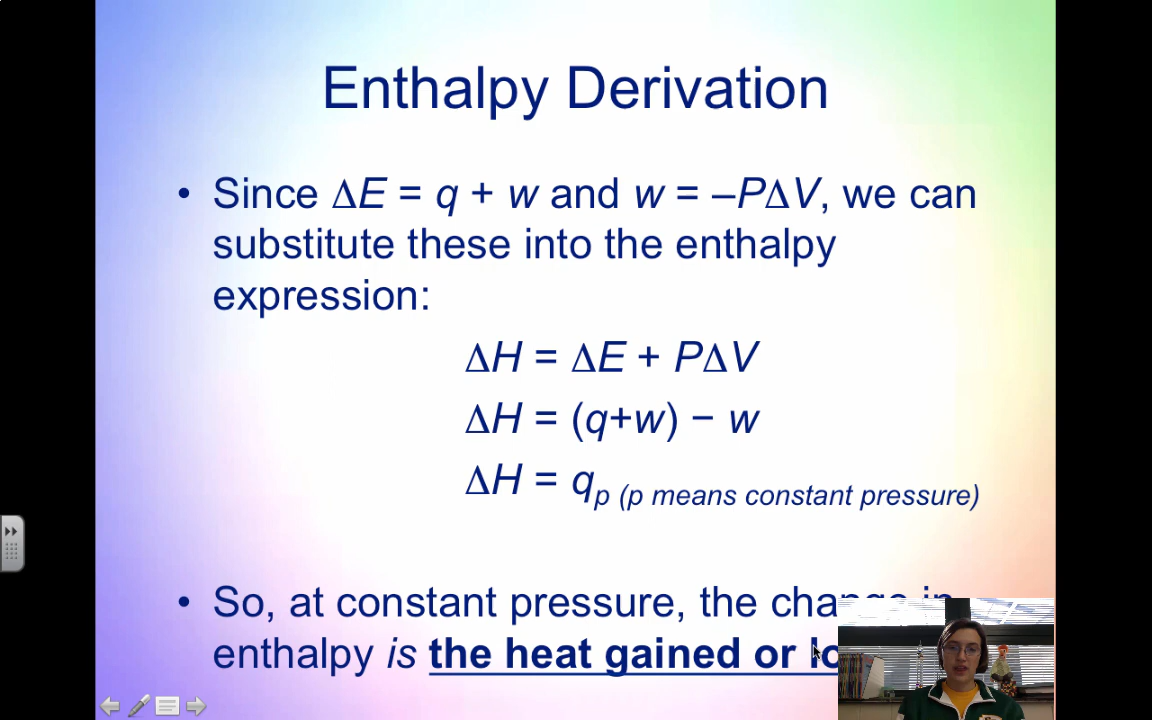 Enthalpy Derivation
• Since ΔE = q + w and w = –PΔV, we can
substitute these into the enthalpy
expression:
ΔH = ΔE + PΔV
ΔH = (q+w) − w
ΔH = qp (p means constant pressure)
• So, at constant pressure, the change in
enthalpy is the heat gained or